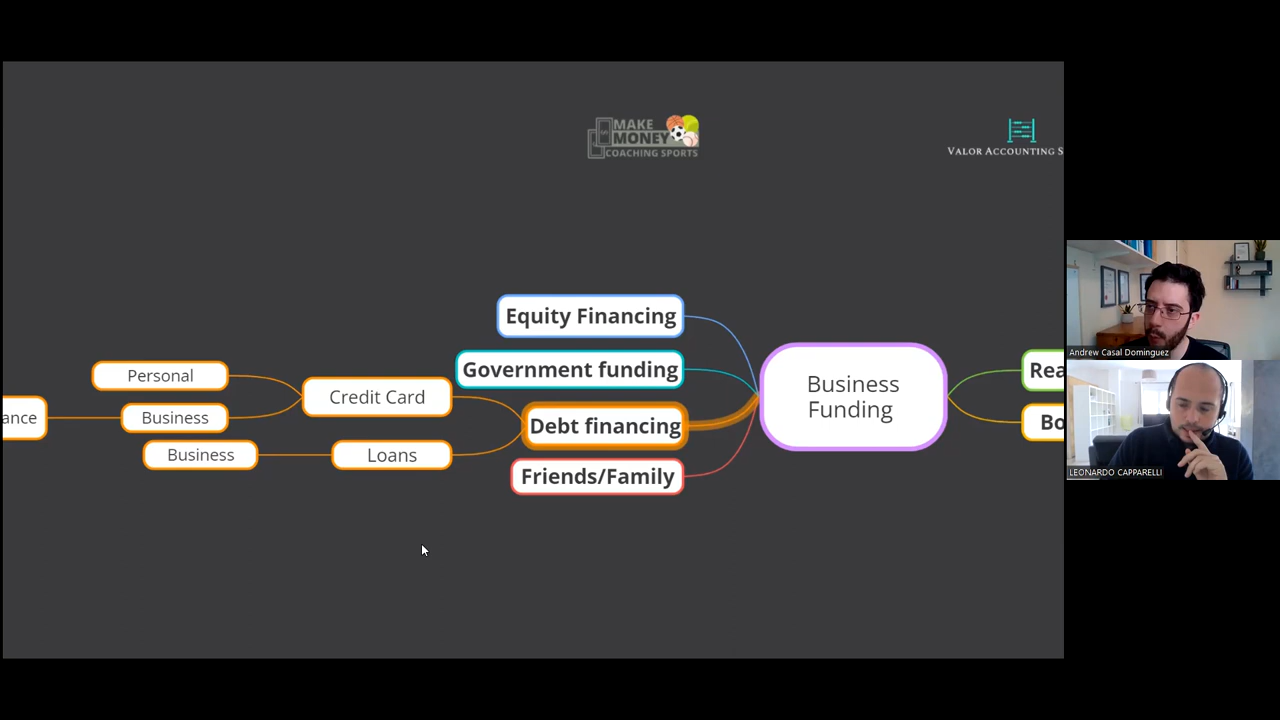 MAKE
MONEY
COACHING SPORTS
VALOR ACCOUNTING S
Equity Financing
Government funding
Debt financing
Friends/Family
Credit Card
Loans
Personal
Business
Business
ance
Business
Funding
Rea
Bo
Andrew Casal Dominguez
LEONARDO CAPPARELLI